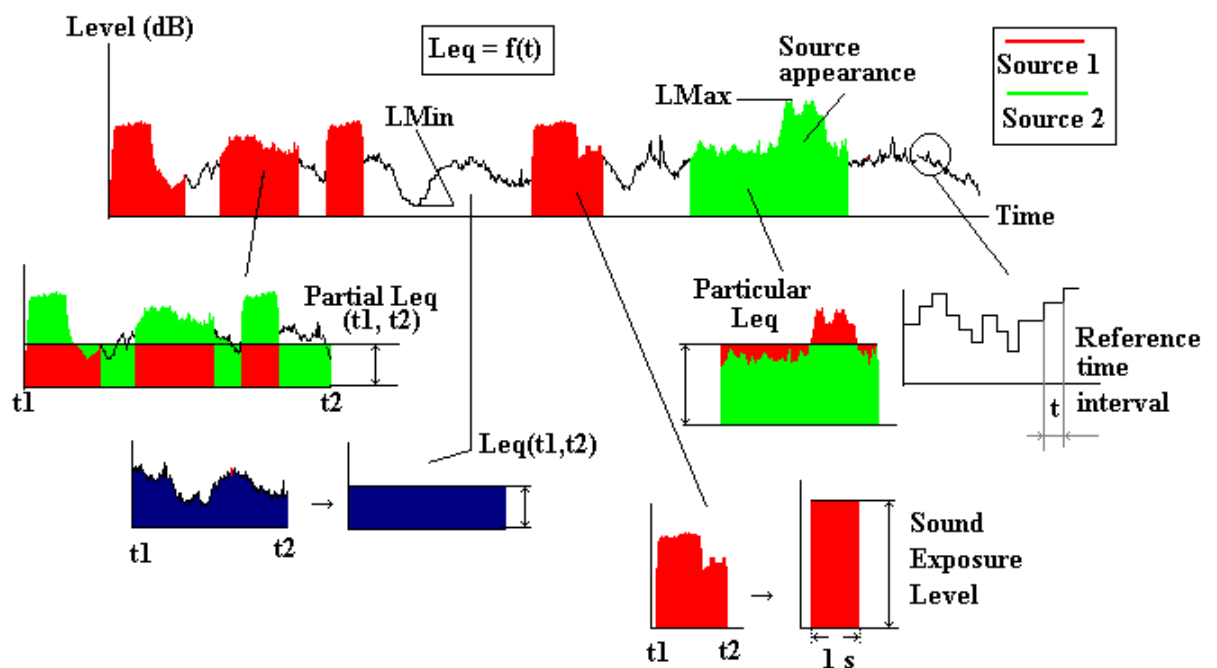 Level (dB)
Leq = f(t)
Source
appearance
Source 1
Source 2
LMax
LMin
Time
Partial Leq
(t1, t2)
t1
t2
Particular
Leq
Reference
time
interval
t
Leq(t1,t2)
t1
t2
Sound
Exposure
Level
t1
t2
1 s